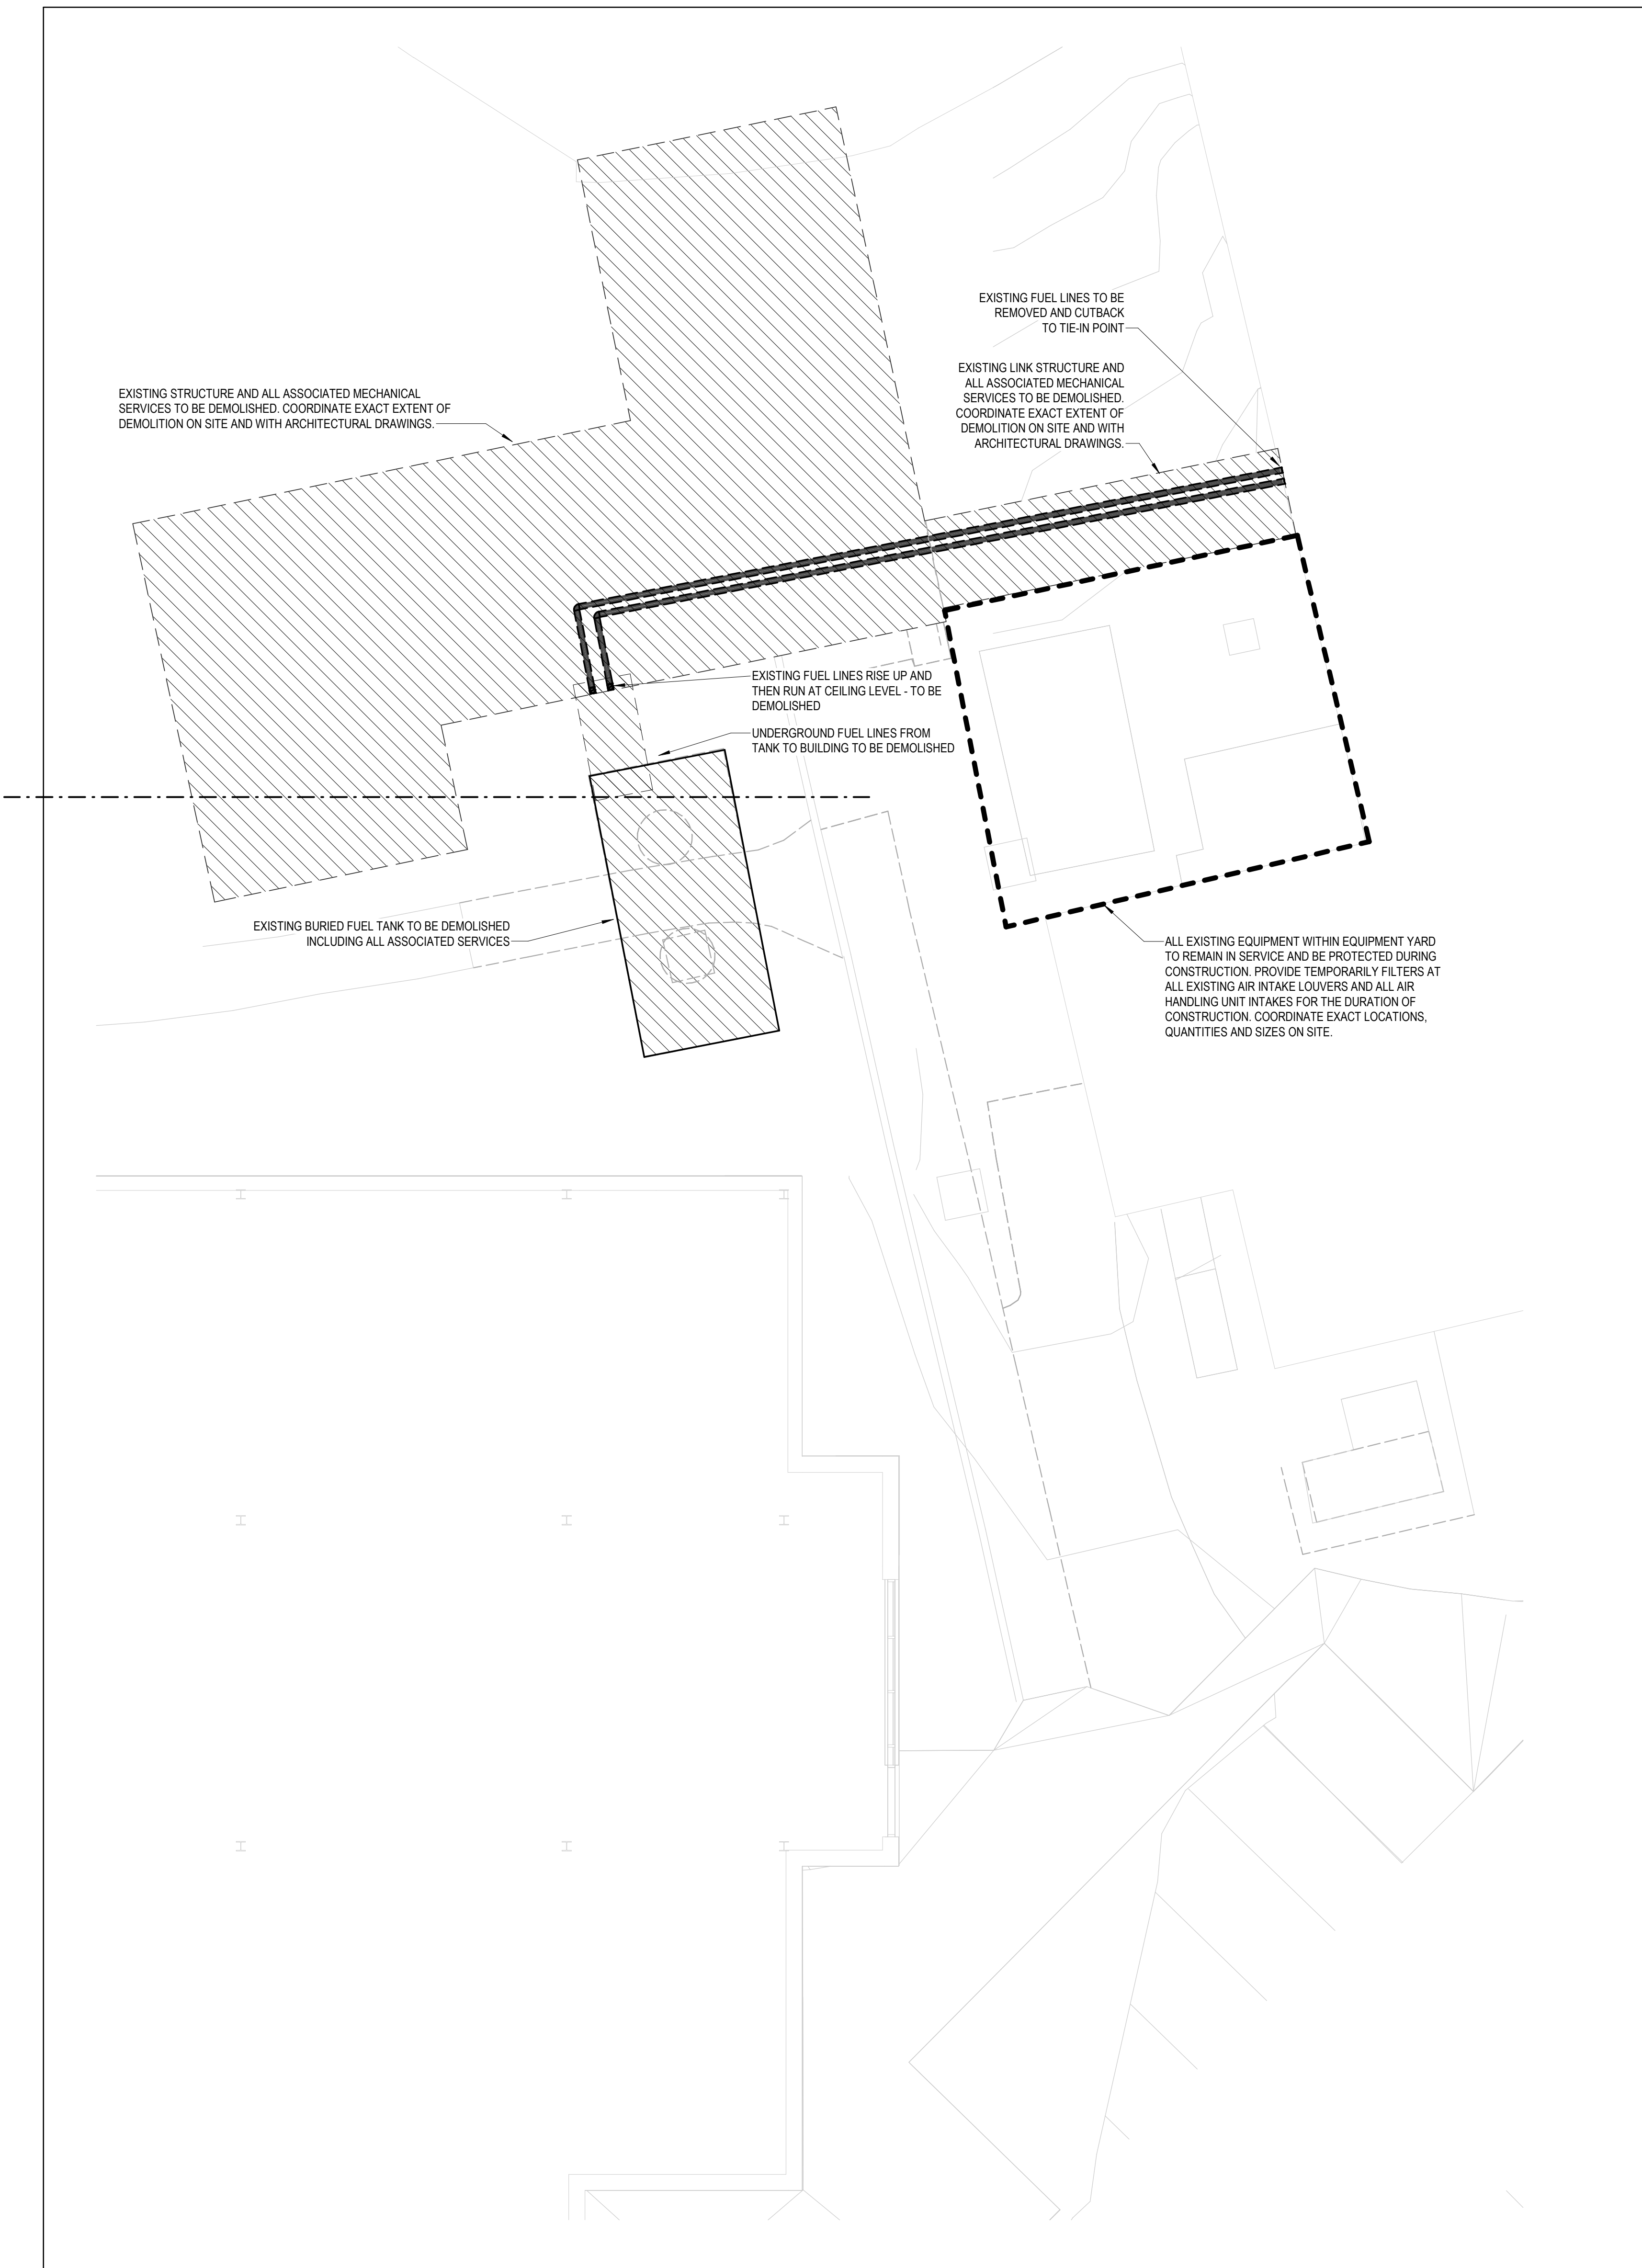 EXISTING FUEL LINES TO BE
REMOVED AND CUTBACK
TO TIE-IN POINT
EXISTING LINK STRUCTURE AND
ALL ASSOCIATED MECHANICAL
SERVICES TO BE DEMOLISHED.
COORDINATE EXACT EXTENT OF
DEMOLITION ON SITE AND WITH
ARCHITECTURAL DRAWINGS.
EXISTING STRUCTURE AND ALL ASSOCIATED MECHANICAL
SERVICES TO BE DEMOLISHED. COORDINATE EXACT EXTENT OF
DEMOLITION ON SITE AND WITH ARCHITECTURAL DRAWINGS.
EXISTING FUEL LINES RISE UP AND
THEN RUN AT CEILING LEVEL - TO BE
DEMOLISHED
UNDERGROUND FUEL LINES FROM
TANK TO BUILDING TO BE DEMOLISHED
EXISTING BURIED FUEL TANK TO BE DEMOLISHED
INCLUDING ALL ASSOCIATED SERVICES
ALL EXISTING EQUIPMENT WITHIN EQUIPMENT YARD
TO REMAIN IN SERVICE AND BE PROTECTED DURING
CONSTRUCTION. PROVIDE TEMPORARILY FILTERS AT
ALL EXISTING AIR INTAKE LOUVERS AND ALL AIR
HANDLING UNIT INTAKES FOR THE DURATION OF
CONSTRUCTION. COORDINATE EXACT LOCATIONS,
QUANTITIES AND SIZES ON SITE.